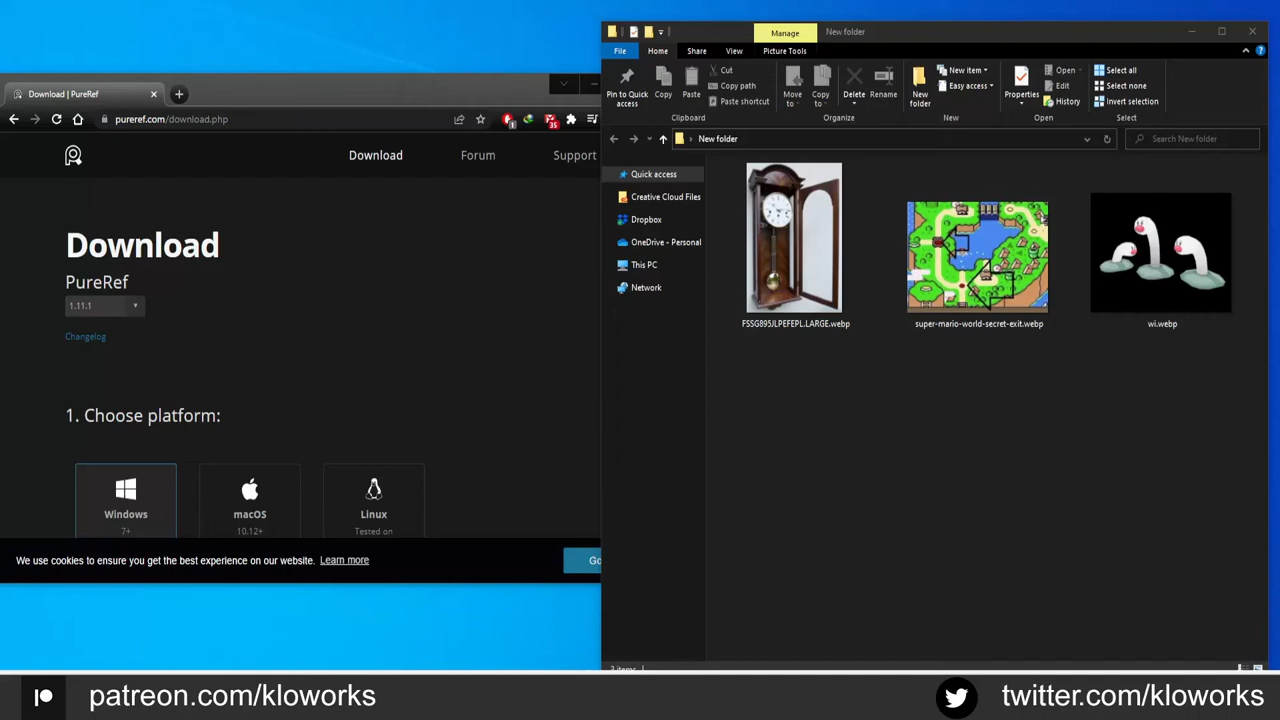 Download | PureRef
pureref.com/download.php
1
35
Download
Forum
Support
Download
PureRef
1.11.1
Changelog
1. Choose platform:
Windows
7+
macOS
10.12+
Linux
Tested on
We use cookies to ensure you get the best experience on our website. Learn more
Go
Manage
New folder
File
Home
Share
View
Picture Tools
Pin to Quick access
Copy
Paste
Cut
Copy path
Paste shortcut
Clipboard
Move to
Copy to
Delete
Rename
Organize
New folder
New item
Easy access
New
Properties
Open
Edit
History
Open
Select all
Select none
Invert selection
Select
New folder
Search New folder
Quick access
Creative Cloud Files
Dropbox
OneDrive - Personal
This PC
Network
FSSG895JLPEFEPL.LARGE.webp
super-mario-world-secret-exit.webp
wi.webp
3 items
patreon.com/kloworks
twitter.com/kloworks